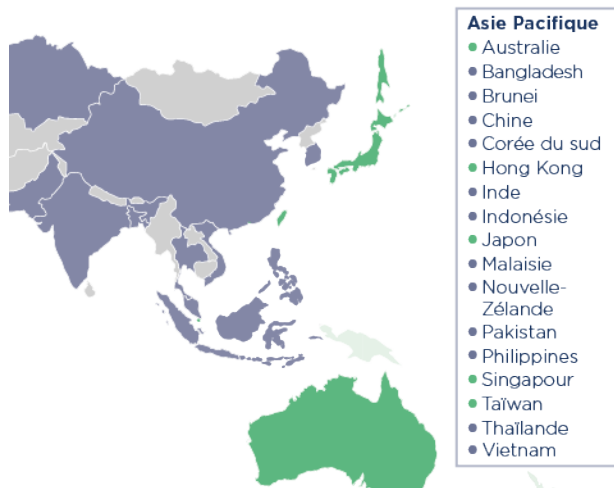 Asie Pacifique
• Australie
• Bangladesh
• Brunei
• Chine
• Corée du sud
• Hong Kong
• Inde
• Indonésie
• Japon
• Malaisie
• Nouvelle-
Zélande
• Pakistan
• Philippines
• Singapour
• Taïwan
• Thaïlande
• Vietnam